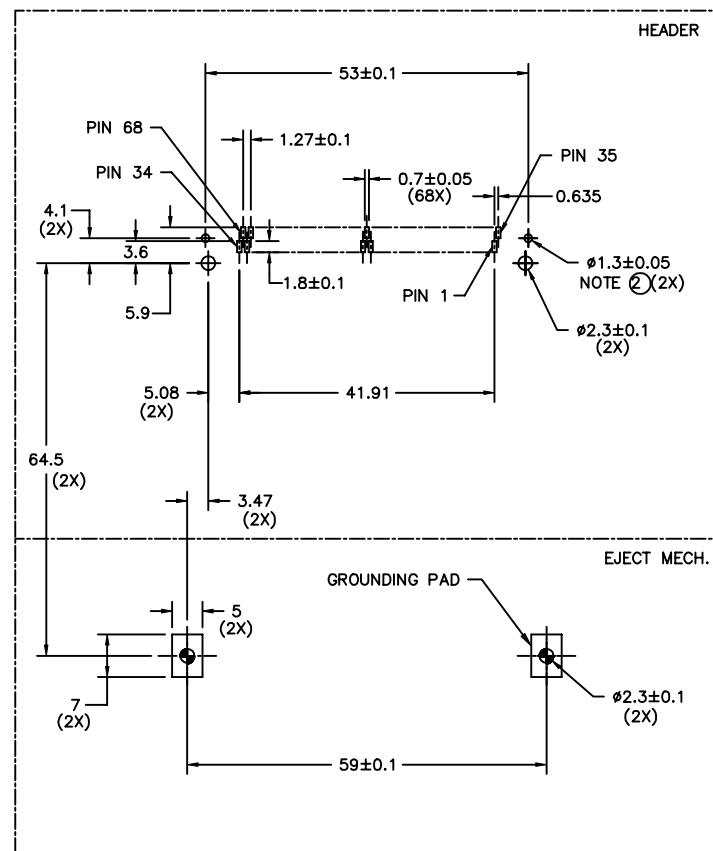 HEADER
53±0.1
PIN 68
1.27±0.1
PIN 34
PIN 35
0.7±0.05
(68X)
0.635
4.1
(2X)
3.6
1.8±0.1
PIN 1
ø1.3±0.05
NOTE 2 (2X)
5.9
ø2.3±0.1
(2X)
5.08
(2X)
41.91
64.5
(2X)
3.47
(2X)
EJECT MECH.
GROUNDING PAD
5
(2X)
7
(2X)
ø2.3±0.1
(2X)
59±0.1